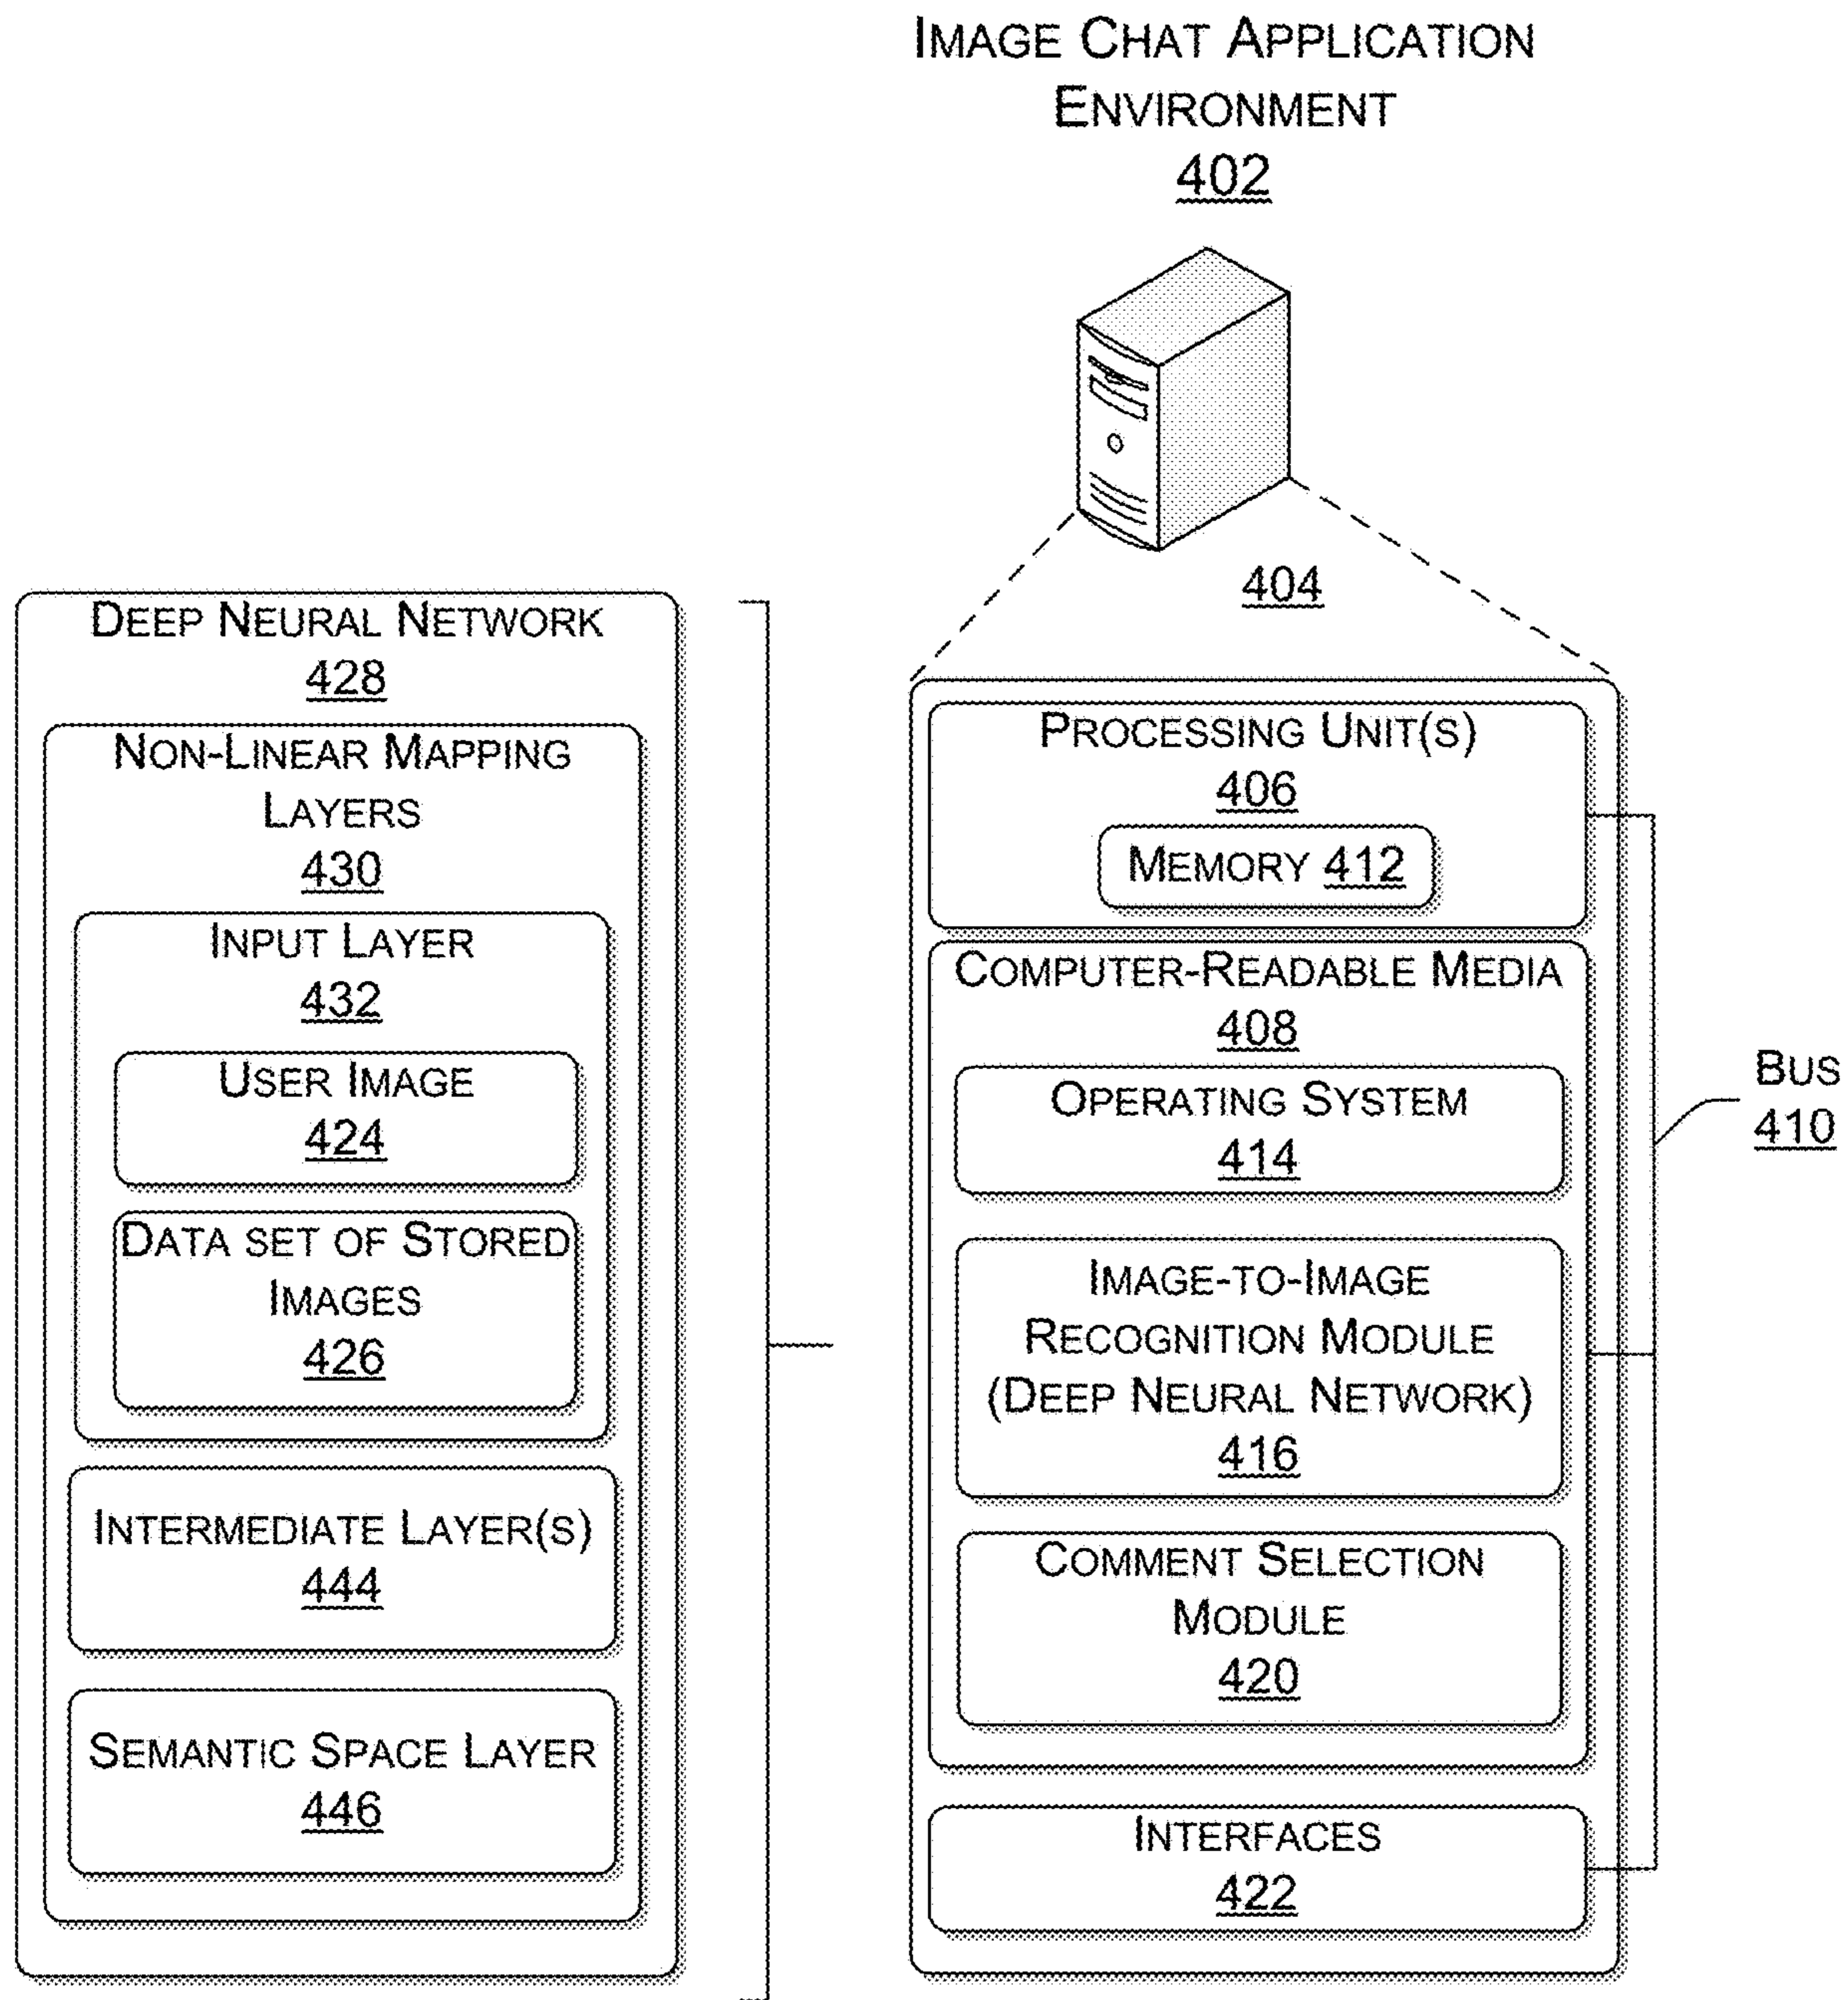 IMAGE CHAT APPLICATION
ENVIRONMENT
402
404
DEEP NEURAL NETWORK
428
NON-LINEAR MAPPING
LAYERS
430
INPUT LAYER
432
USER IMAGE
424
DATA SET OF STORED
IMAGES
426
INTERMEDIATE LAYER(S)
444
SEMANTIC SPACE LAYER
446
PROCESSING UNIT(S)
406
MEMORY 412
COMPUTER-READABLE MEDIA
408
OPERATING SYSTEM
414
IMAGE-TO-IMAGE
RECOGNITION MODULE
(DEEP NEURAL NETWORK)
416
COMMENT SELECTION
MODULE
420
INTERFACES
422
BUS
410